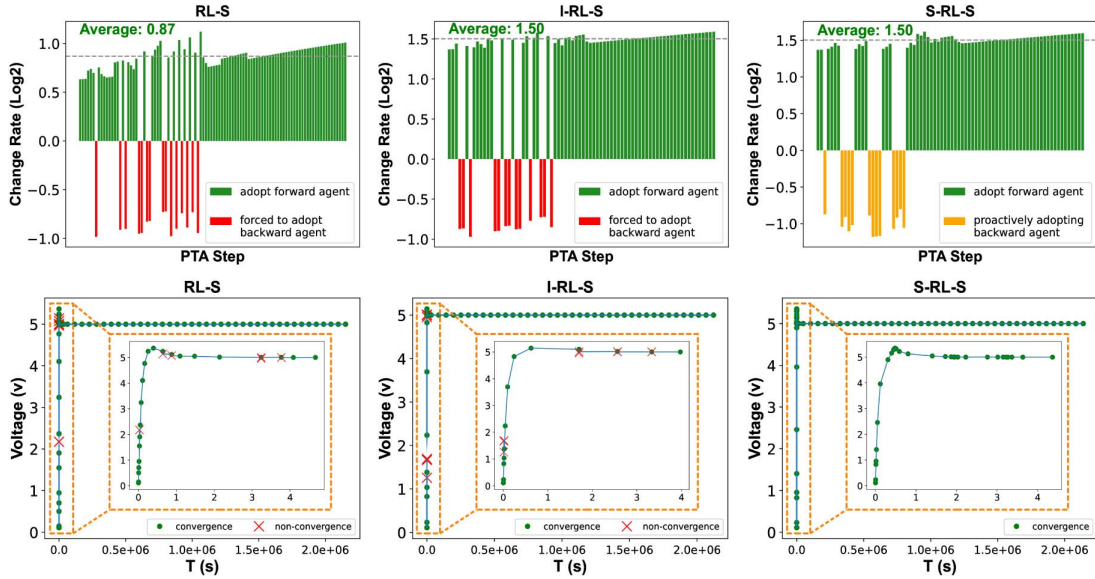 RL-S
Average: 0.87
Change Rate (Log2)
1.0
0.5
0.0
−0.5
−1.0
adopt forward agent
forced to adopt
backward agent
PTA Step
I-RL-S
Average: 1.50
Change Rate (Log2)
1.5
1.0
0.5
0.0
−0.5
−1.0
adopt forward agent
forced to adopt
backward agent
PTA Step
S-RL-S
Average: 1.50
Change Rate (Log2)
1.5
1.0
0.5
0.0
−0.5
−1.0
adopt forward agent
proactively adopting
backward agent
PTA Step
RL-S
Voltage (v)
5
4
3
2
1
0
5
4
3
2
1
0
0 1 2 3 4
convergence
non-convergence
0.0 0.5e+06 1.0e+06 1.5e+06 2.0e+06
T (s)
I-RL-S
Voltage (v)
5
4
3
2
1
0
5
4
3
2
1
0
0 1 2 3 4
convergence
non-convergence
0.0 0.5e+06 1.0e+06 1.5e+06 2.0e+06
T (s)
S-RL-S
Voltage (v)
5
4
3
2
1
0
5
4
3
2
1
0
0 1 2 3 4
convergence
0.0 0.5e+06 1.0e+06 1.5e+06 2.0e+06
T (s)